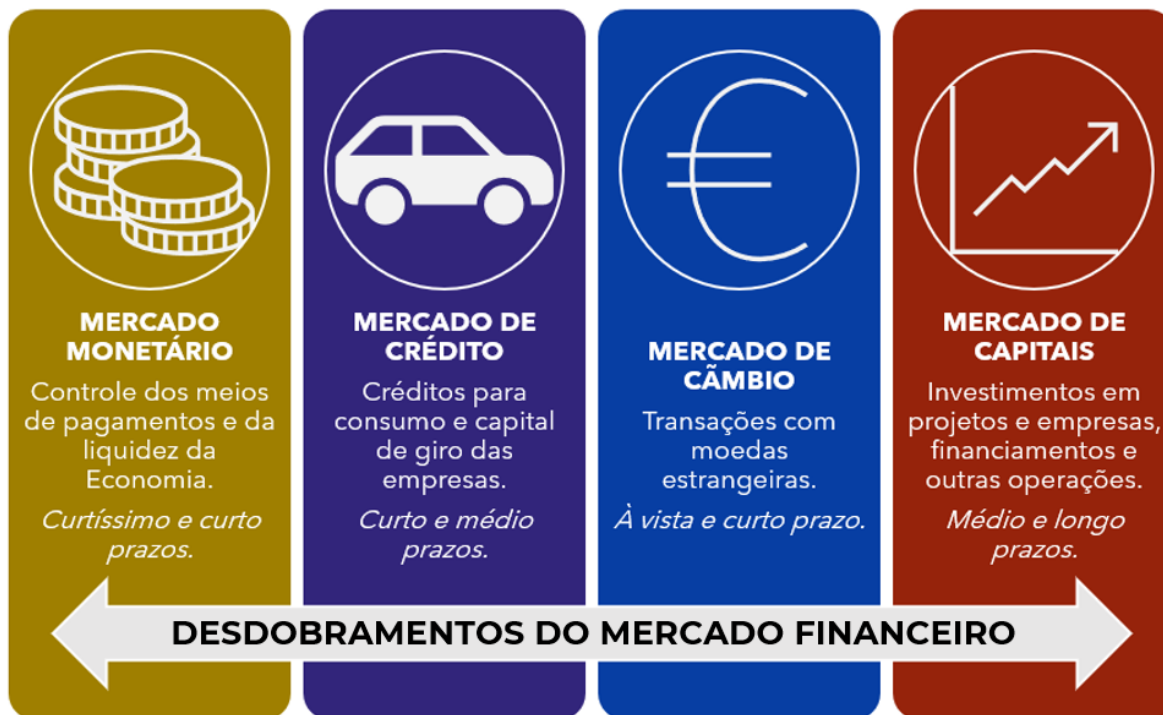 MERCADO
MONETÁRIO
Controle dos meios
de pagamentos e da
liquidez da
Economia.
Curtíssimo e curto
prazos.
MERCADO DE
CRÉDITO
Créditos para
consumo e capital
de giro das
empresas.
Curto e médio
prazos.
MERCADO DE
CÃMBIO
Transações com
moedas
estrangeiras.
À vista e curto prazo.
MERCADO DE
CAPITAIS
Investimentos em
projetos e empresas,
financiamentos e
outras operações.
Médio e longo
prazos.
DESDOBRAMENTOS DO MERCADO FINANCEIRO